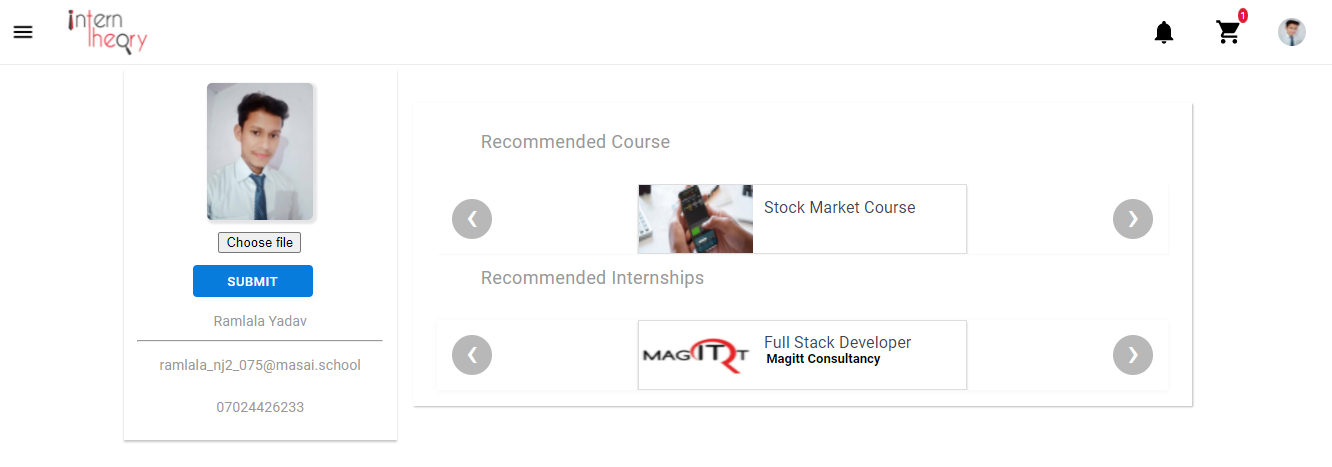 intern
theory
1
Choose file
SUBMIT
Ramlala Yadav
ramlala_nj2_075@masai.school
07024426233
Recommended Course
❮
Stock Market Course
❯
Recommended Internships
❮
MAGITT
Full Stack Developer
Magitt Consultancy
❯